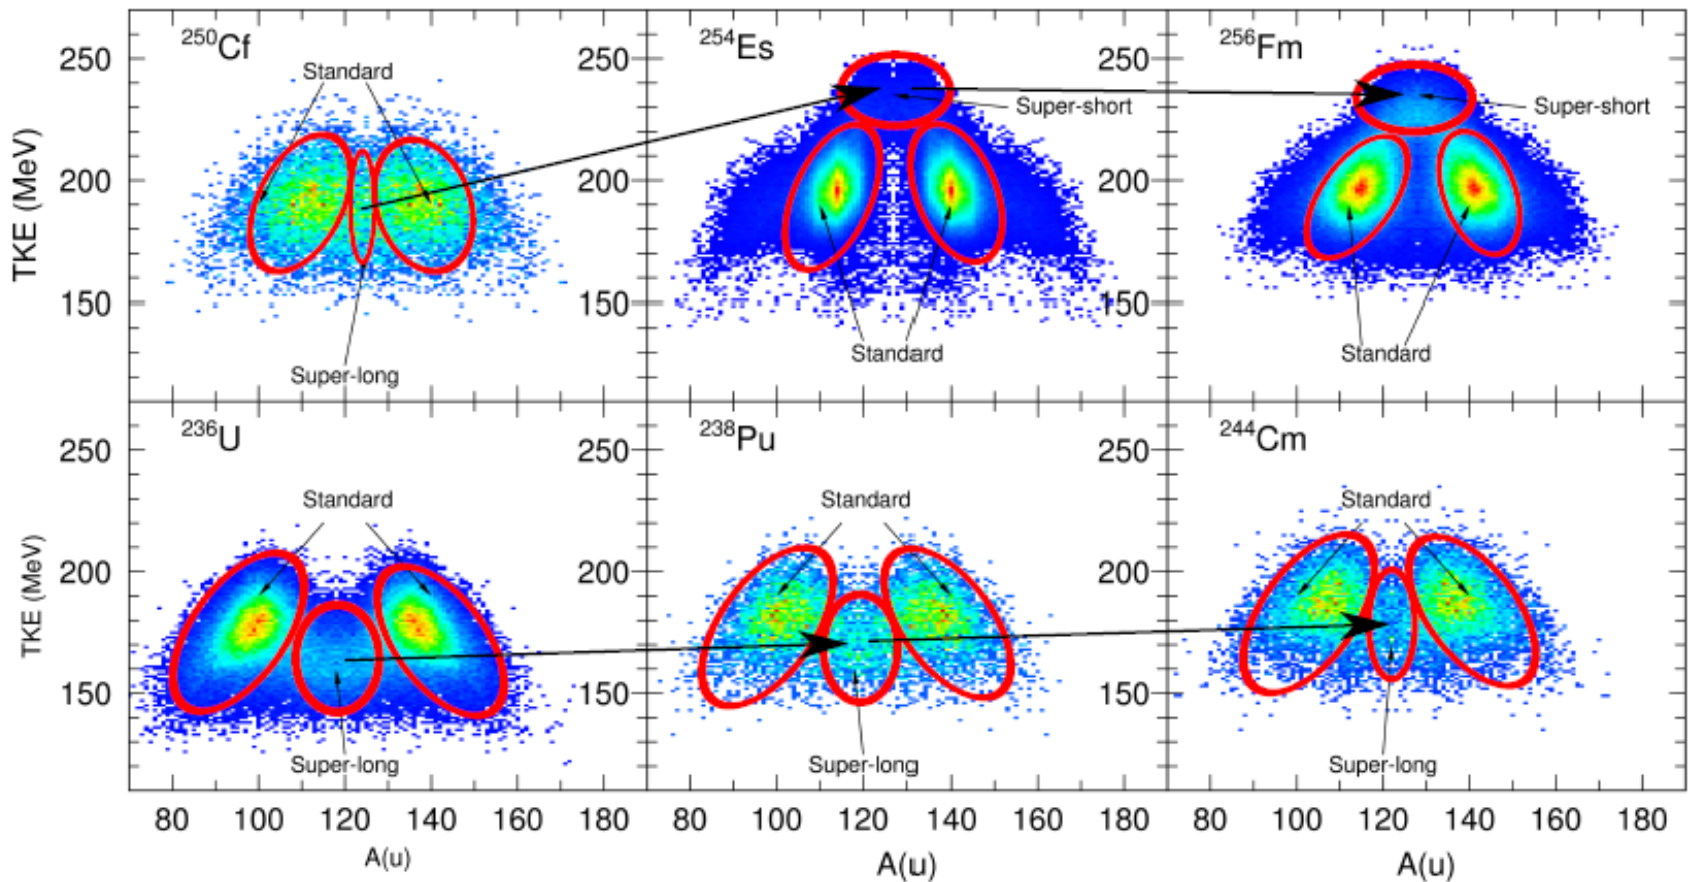 250Cf
254Es
256Fm
Standard
Super-short
Super-short
Standard
Standard
Super-long
TKE (MeV)
250
200
150
250
200
150
250
200
150
236U
238Pu
244Cm
Standard
Standard
Standard
Super-long
Super-long
Super-long
TKE (MeV)
250
200
150
250
200
150
250
200
150
80 100 120 140 160 180
80 100 120 140 160 180
80 100 120 140 160 180
A(u)
A(u)
A(u)